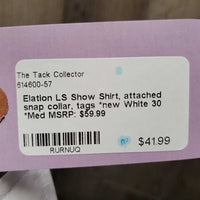 The Tack Collector
614600-57
Elation LS Show Shirt, attached
snap collar, tags *new White 30
*Med MSRP: $59.99
RURNUQ
$41.99